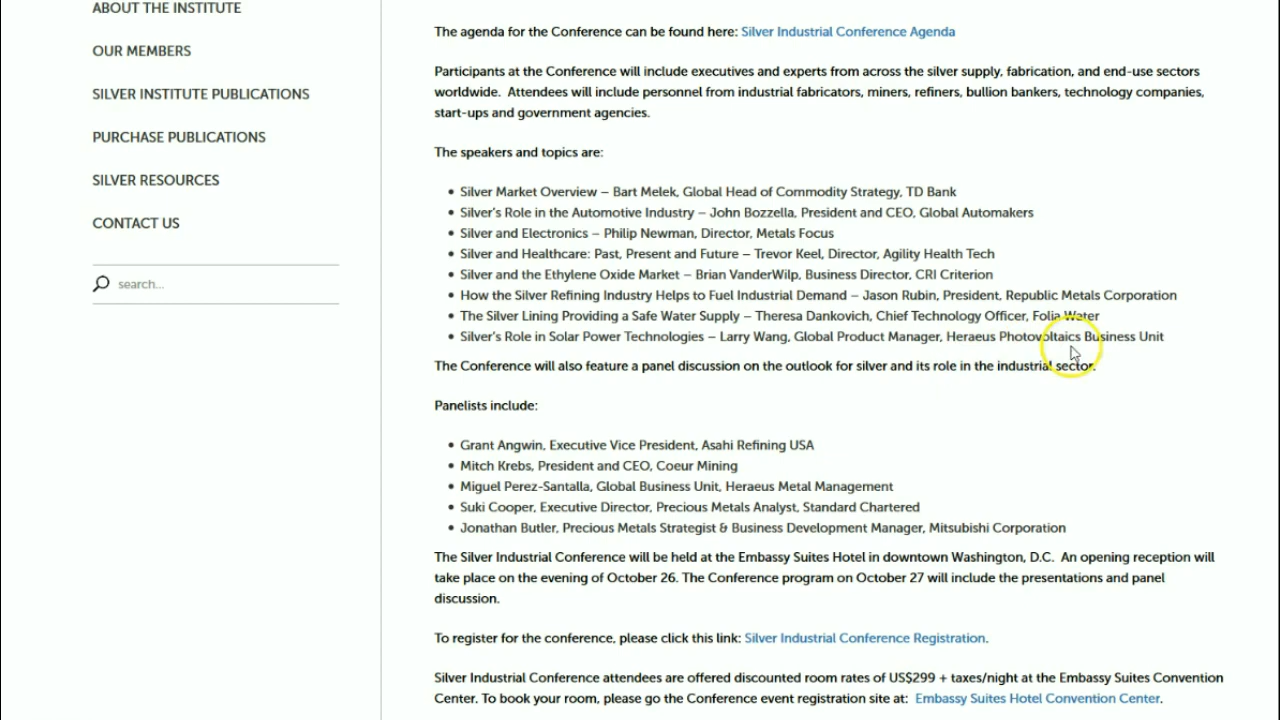 ABOUT THE INSTITUTE
OUR MEMBERS
SILVER INSTITUTE PUBLICATIONS
PURCHASE PUBLICATIONS
SILVER RESOURCES
CONTACT US
search...
The agenda for the Conference can be found here: Silver Industrial Conference Agenda
Participants at the Conference will include executives and experts from across the silver supply, fabrication, and end-use sectors
worldwide. Attendees will include personnel from industrial fabricators, miners, refiners, bullion bankers, technology companies,
start-ups and government agencies.
The speakers and topics are:
• Silver Market Overview – Bart Melek, Global Head of Commodity Strategy, TD Bank
• Silver's Role in the Automotive Industry – John Bozzella, President and CEO, Global Automakers
• Silver and Electronics – Philip Newman, Director, Metals Focus
• Silver and Healthcare: Past, Present and Future – Trevor Keel, Director, Agility Health Tech
• Silver and the Ethylene Oxide Market – Brian VanderWilp, Business Director, CRI Criterion
• How the Silver Refining Industry Helps to Fuel Industrial Demand – Jason Rubin, President, Republic Metals Corporation
• The Silver Lining Providing a Safe Water Supply – Theresa Dankovich, Chief Technology Officer, Folia Water
• Silver's Role in Solar Power Technologies – Larry Wang, Global Product Manager, Heraeus Photovoltaics Business Unit
The Conference will also feature a panel discussion on the outlook for silver and its role in the industrial sector.
Panelists include:
• Grant Angwin, Executive Vice President, Asahi Refining USA
• Mitch Krebs, President and CEO, Coeur Mining
• Miguel Perez-Santalla, Global Business Unit, Heraeus Metal Management
• Suki Cooper, Executive Director, Precious Metals Analyst, Standard Chartered
• Jonathan Butler, Precious Metals Strategist & Business Development Manager, Mitsubishi Corporation
The Silver Industrial Conference will be held at the Embassy Suites Hotel in downtown Washington, D.C. An opening reception will
take place on the evening of October 26. The Conference program on October 27 will include the presentations and panel
discussion.
To register for the conference, please click this link: Silver Industrial Conference Registration.
Silver Industrial Conference attendees are offered discounted room rates of US$299 + taxes/night at the Embassy Suites Convention
Center. To book your room, please go the Conference event registration site at: Embassy Suites Hotel Convention Center.